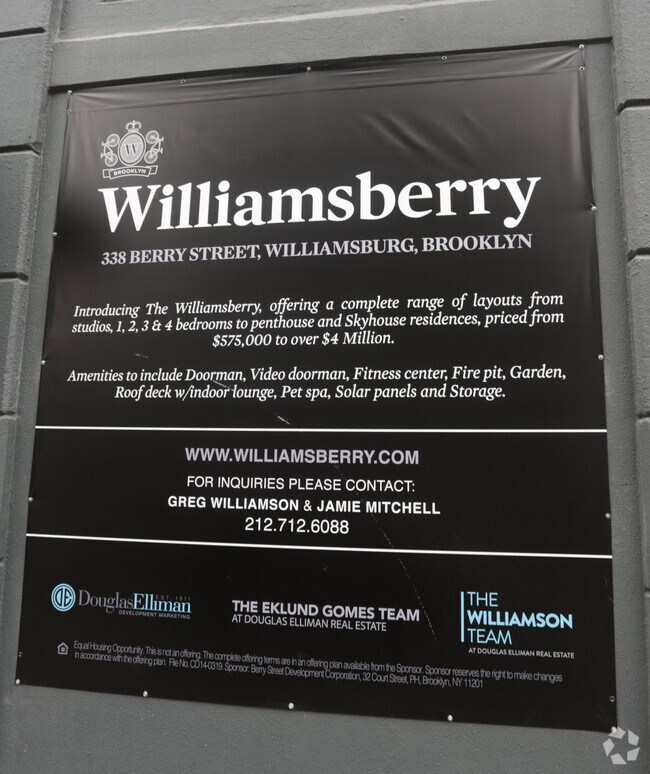 W
BROOKLYN
Williamsberry
338 BERRY STREET, WILLIAMSBURG, BROOKLYN
Introducing The Williamsberry, offering a complete range of layouts from
studios, 1, 2, 3 & 4 bedrooms to penthouse and Skyhouse residences, priced from
$575,000 to over $4 Million.
Amenities to include Doorman, Video doorman, Fitness center, Fire pit, Garden,
Roof deck w/indoor lounge, Pet spa, Solar panels and Storage.
WWW.WILLIAMSBERRY.COM
FOR INQUIRIES PLEASE CONTACT:
GREG WILLIAMSON & JAMIE MITCHELL
212.712.6088
DE
EST. 1911
DouglasElliman
DEVELOPMENT MARKETING
THE EKLUND GOMES TEAM
AT DOUGLAS ELLIMAN REAL ESTATE
THE
WILLIAMSON
TEAM
AT DOUGLAS ELLIMAN REAL ESTATE
Equal Housing Opportunity. This is not an offering. The complete offering terms are in an offering plan available from the Sponsor. Sponsor reserves the right to make changes
in accordance with the offering plan. File No. CD14-0319. Sponsor: Berry Street Development Corporation, 32 Court Street, PH, Brooklyn, NY 11201